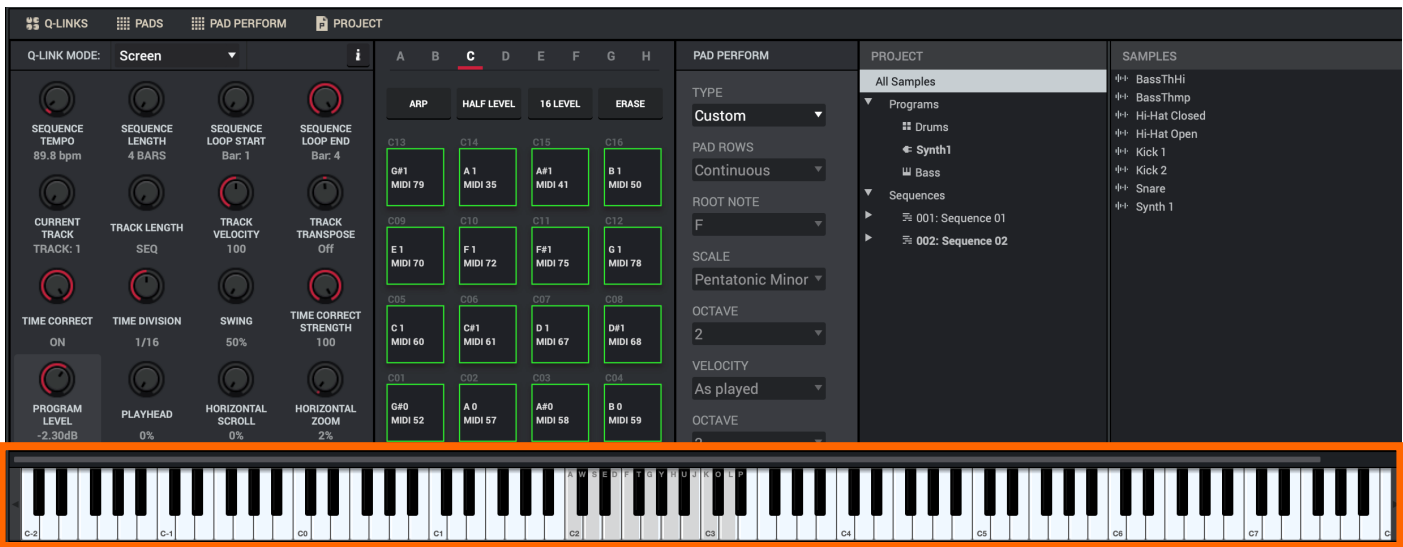 Q-LINKS PADS PAD PERFORM PROJECT
Q-LINK MODE: Screen i
SEQUENCE TEMPO
89.8 bpm
SEQUENCE LENGTH
4 BARS
SEQUENCE LOOP START
Bar: 1
SEQUENCE LOOP END
Bar: 4
CURRENT TRACK
TRACK: 1
TRACK LENGTH
SEQ
TRACK VELOCITY
100
TRACK TRANSPOSE
Off
TIME CORRECT
ON
TIME DIVISION
1/16
SWING
50%
TIME CORRECT STRENGTH
100
PROGRAM LEVEL
-2.30dB
PLAYHEAD
0%
HORIZONTAL SCROLL
0%
HORIZONTAL ZOOM
2%
A B C D E F G H
ARP HALF LEVEL 16 LEVEL ERASE
C13 C14 C15 C16
G#1 A 1 A#1 B 1
MIDI 79 MIDI 35 MIDI 41 MIDI 50
C09 C10 C11 C12
E 1 F 1 F#1 G 1
MIDI 70 MIDI 72 MIDI 75 MIDI 78
C05 C06 C07 C08
C 1 C#1 D 1 D#1
MIDI 60 MIDI 61 MIDI 67 MIDI 68
C01 C02 C03 C04
G#0 A 0 A#0 B 0
MIDI 52 MIDI 57 MIDI 58 MIDI 59
PAD PERFORM
TYPE
Custom
PAD ROWS
Continuous
ROOT NOTE
F
SCALE
Pentatonic Minor
OCTAVE
2
VELOCITY
As played
OCTAVE
PROJECT
All Samples
Programs
Drums
Synth1
Bass
Sequences
001: Sequence 01
002: Sequence 02
SAMPLES
BassThHi
BassThmp
Hi-Hat Closed
Hi-Hat Open
Kick 1
Kick 2
Snare
Synth 1
A W S E D F T G Y H U J K O L P
C-2 C-1 C0 C1 C2 C3 C4 C5 C6 C7